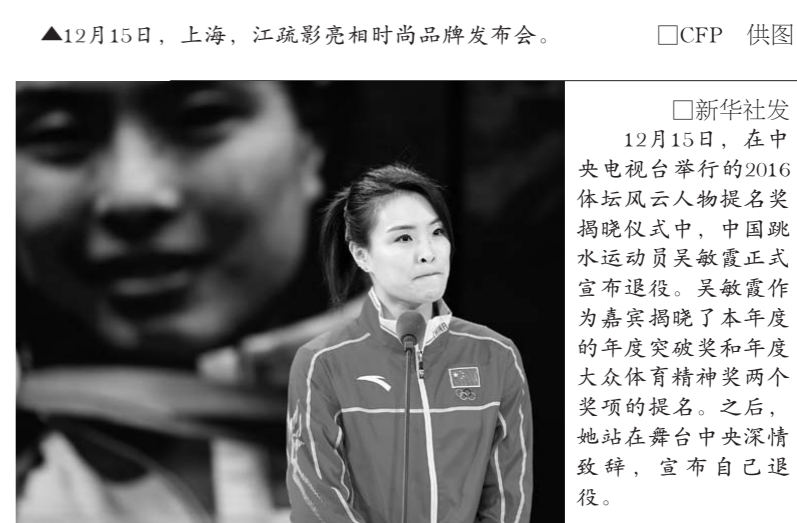 ▲12月15日，上海，江疏影亮相时尚品牌发布会。 □CFP 供图
□新华社发
12月15日，在中
央电视台举行的2016
体坛风云人物提名奖
揭晓仪式中，中国跳
水运动员吴敏霞正式
宣布退役。吴敏霞作
为嘉宾揭晓了本年度
的年度突破奖和年度
大众体育精神奖两个
奖项的提名。之后，
她站在舞台中央深情
致辞，宣布自己退
役。